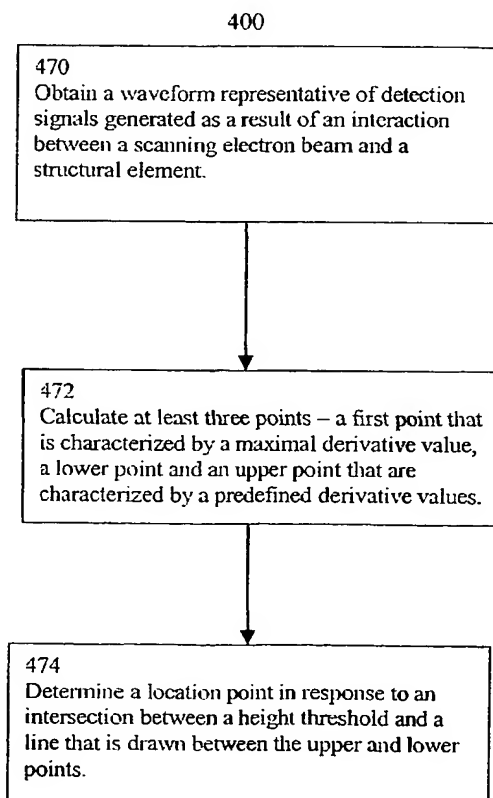 400
470
Obtain a waveform representative of detection
signals generated as a result of an interaction
between a scanning electron beam and a
structural element.
472
Calculate at least three points – a first point that
is characterized by a maximal derivative value,
a lower point and an upper point that are
characterized by a predefined derivative values.
474
Determine a location point in response to an
intersection between a height threshold and a
line that is drawn between the upper and lower
points.